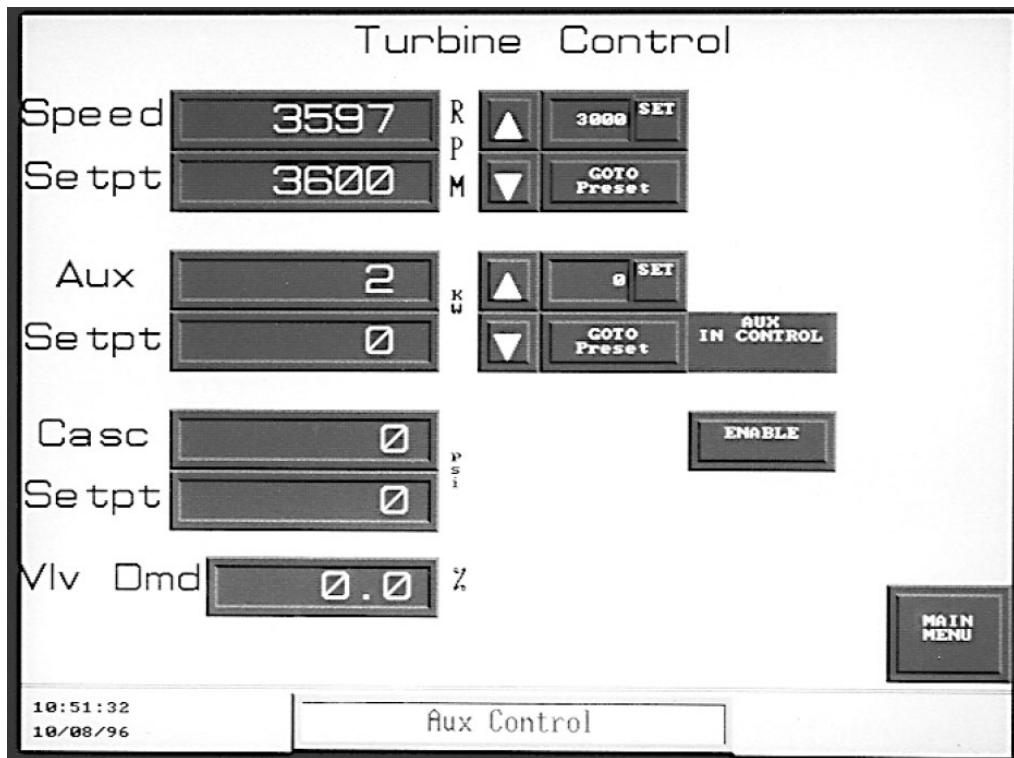 Turbine Control
Speed 3597 R P M 3000 SET
Setpt 3600 GOTO Preset
Aux 2 KW 0 SET
Setpt 0 GOTO Preset AUX IN CONTROL
Casc 0 Psi ENABLE
Setpt 0
Vlv Dmd 0.0 %
MAIN MENU
10:51:32
10/08/96
Aux Control